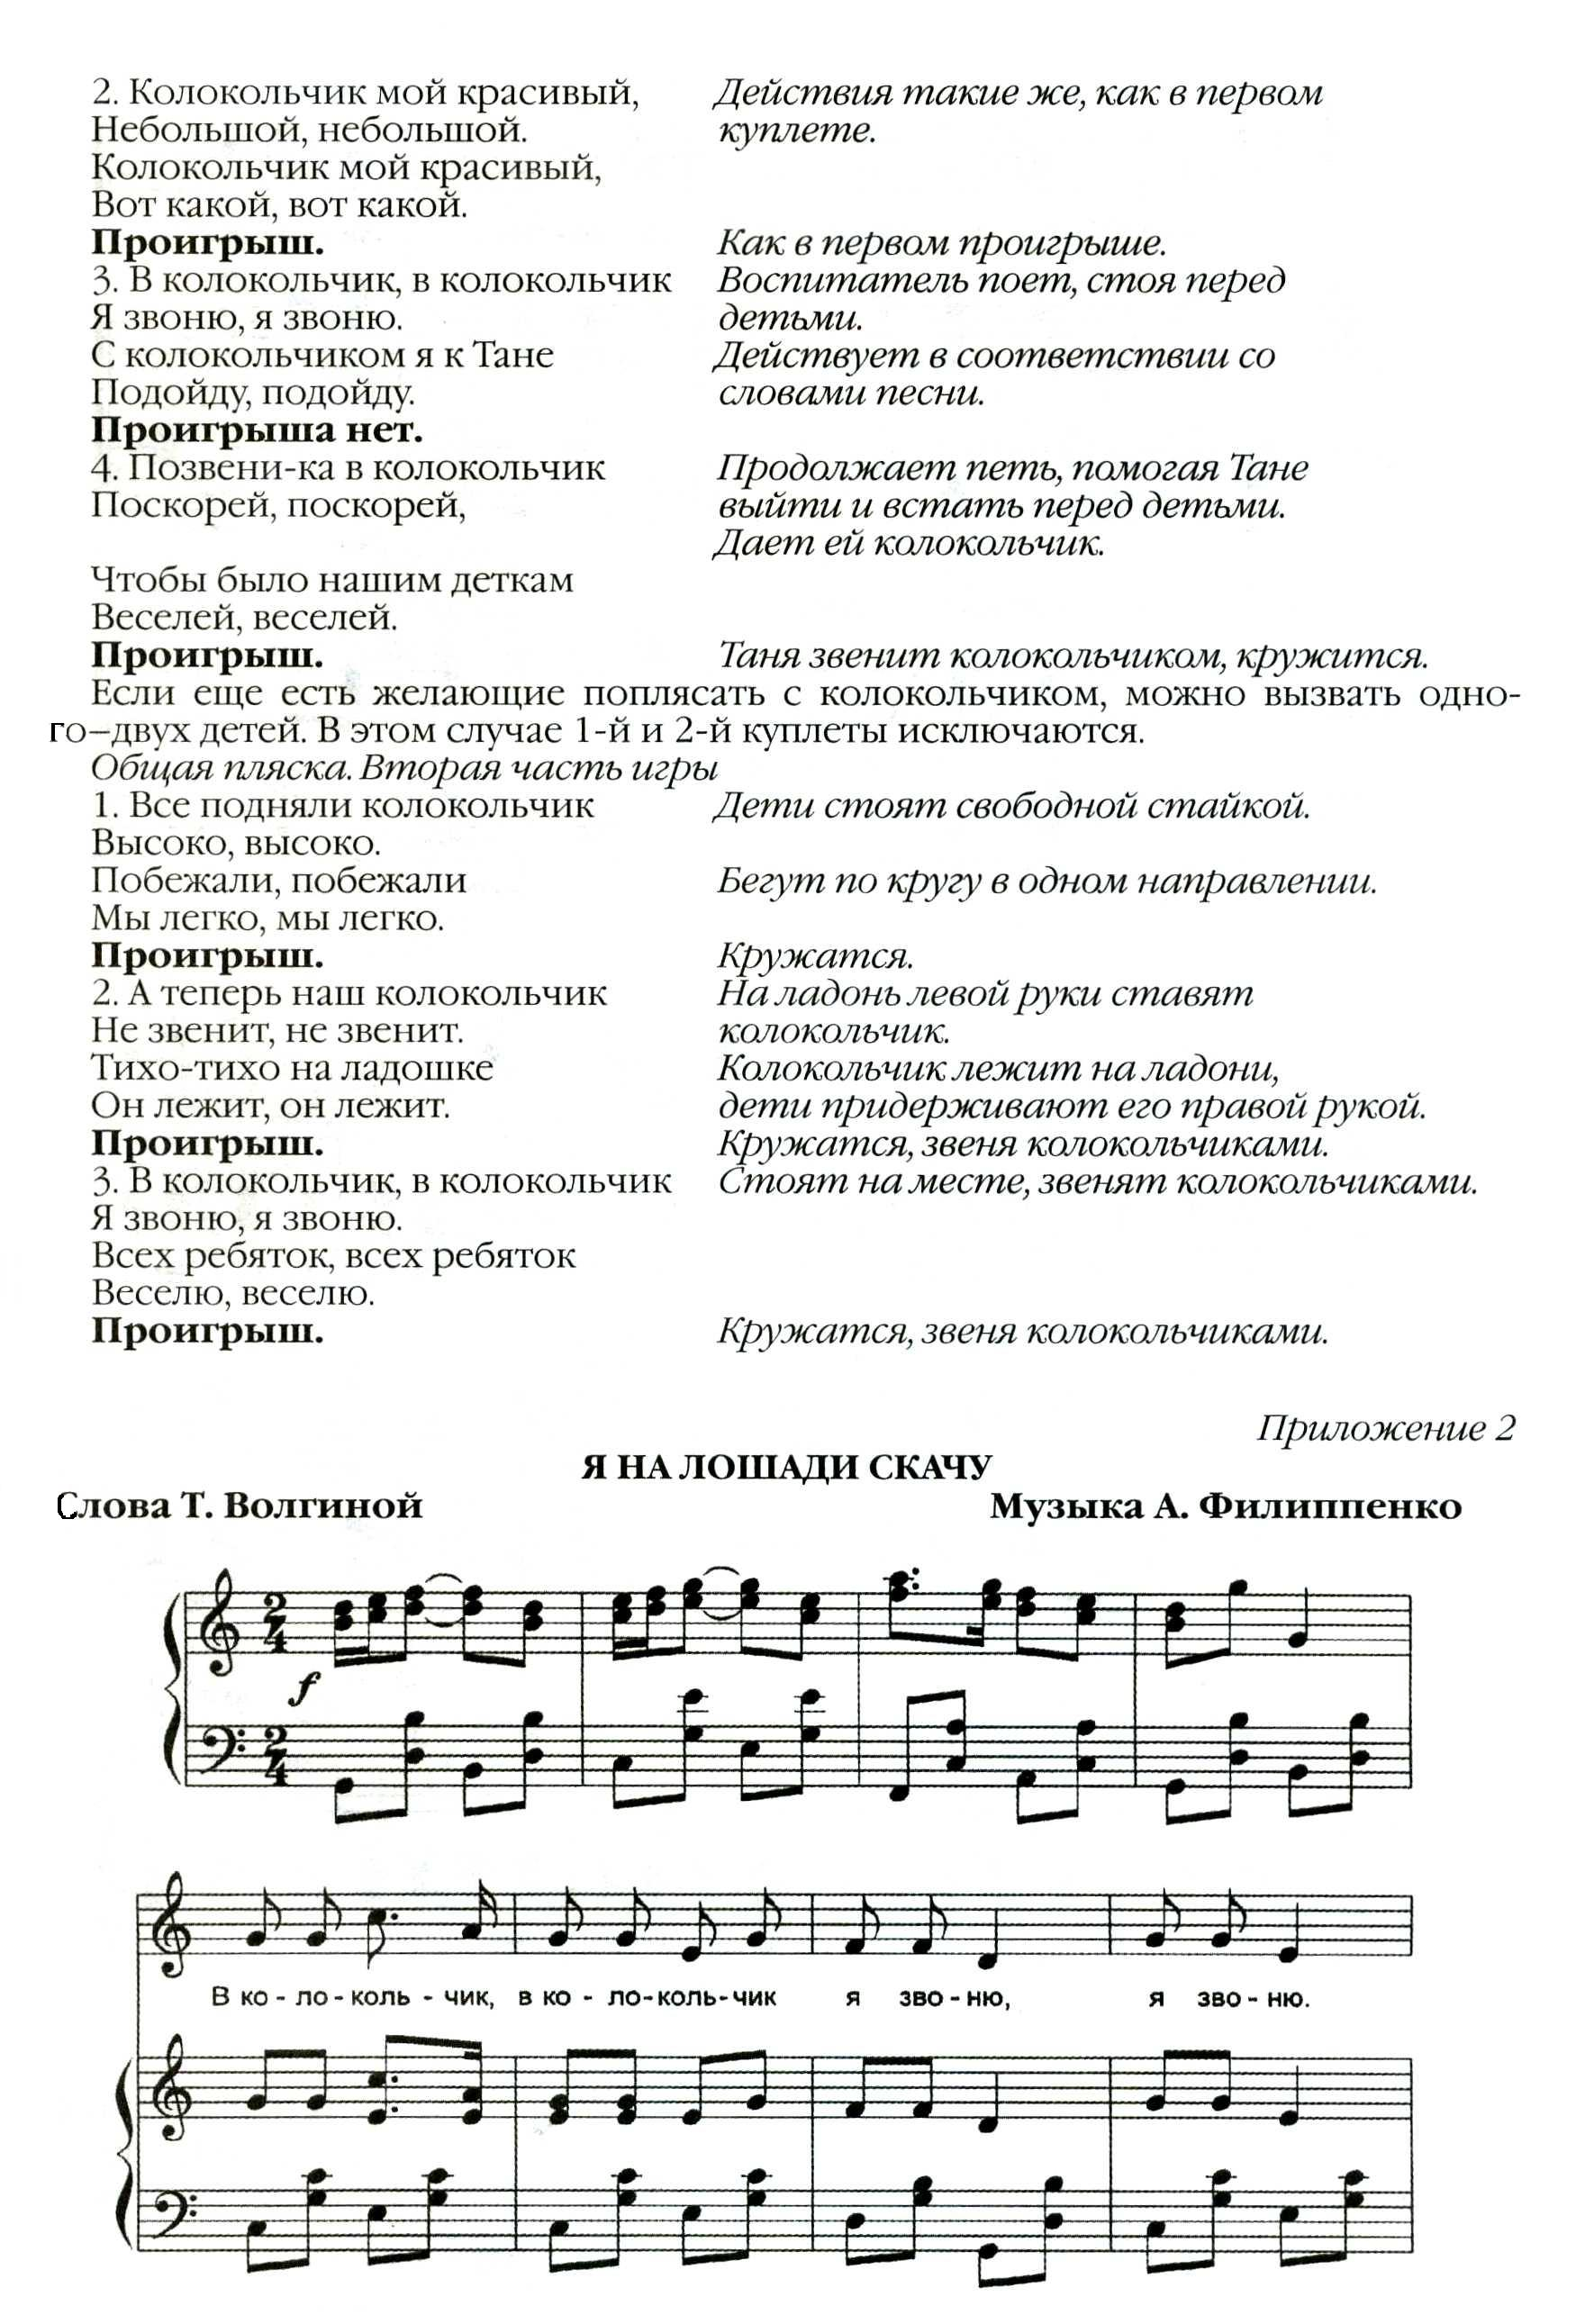 2. Колокольчик мой красивый, Действия такие же, как в первом
Небольшой, небольшой. куплете.
Колокольчик мой красивый,
Вот какой, вот какой.
Проигрыш. Как в первом проигрыше.
3. В колокольчик, в колокольчик Воспитатель поет, стоя перед
Я звоню, я звоню. детьми.
С колокольчиком я к Тане Действует в соответствии со
Подойду, подойду. словами песни.
Проигрыша нет.
4. Позвени-ка в колокольчик Продолжает петь, помогая Тане
Поскорей, поскорей, выйти и встать перед детьми.
Дает ей колокольчик.
Чтобы было нашим деткам
Веселей, веселей.
Проигрыш. Таня звенит колокольчиком, кружится.
Если еще есть желающие поплясать с колокольчиком, можно вызвать одно-
го–двух детей. В этом случае 1-й и 2-й куплеты исключаются.
Общая пляска. Вторая часть игры
1. Все подняли колокольчик Дети стоят свободной стайкой.
Высоко, высоко.
Побежали, побежали Бегут по кругу в одном направлении.
Мы легко, мы легко.
Проигрыш. Кружатся.
2. А теперь наш колокольчик На ладонь левой руки ставят
Не звенит, не звенит. колокольчик.
Тихо-тихо на ладошке Колокольчик лежит на ладони,
Он лежит, он лежит. дети придерживают его правой рукой.
Проигрыш. Кружатся, звеня колокольчиками.
3. В колокольчик, в колокольчик Стоят на месте, звенят колокольчиками.
Я звоню, я звоню.
Всех ребяток, всех ребяток
Веселю, веселю.
Проигрыш. Кружатся, звеня колокольчиками.
Приложение 2
Я НА ЛОШАДИ СКАЧУ
Слова Т. Волгиной Музыка А. Филиппенко
2 4
f
2 4
В ко - ло - коль - чик, в ко - ло-коль-чик я зво - ню, я зво - ню.